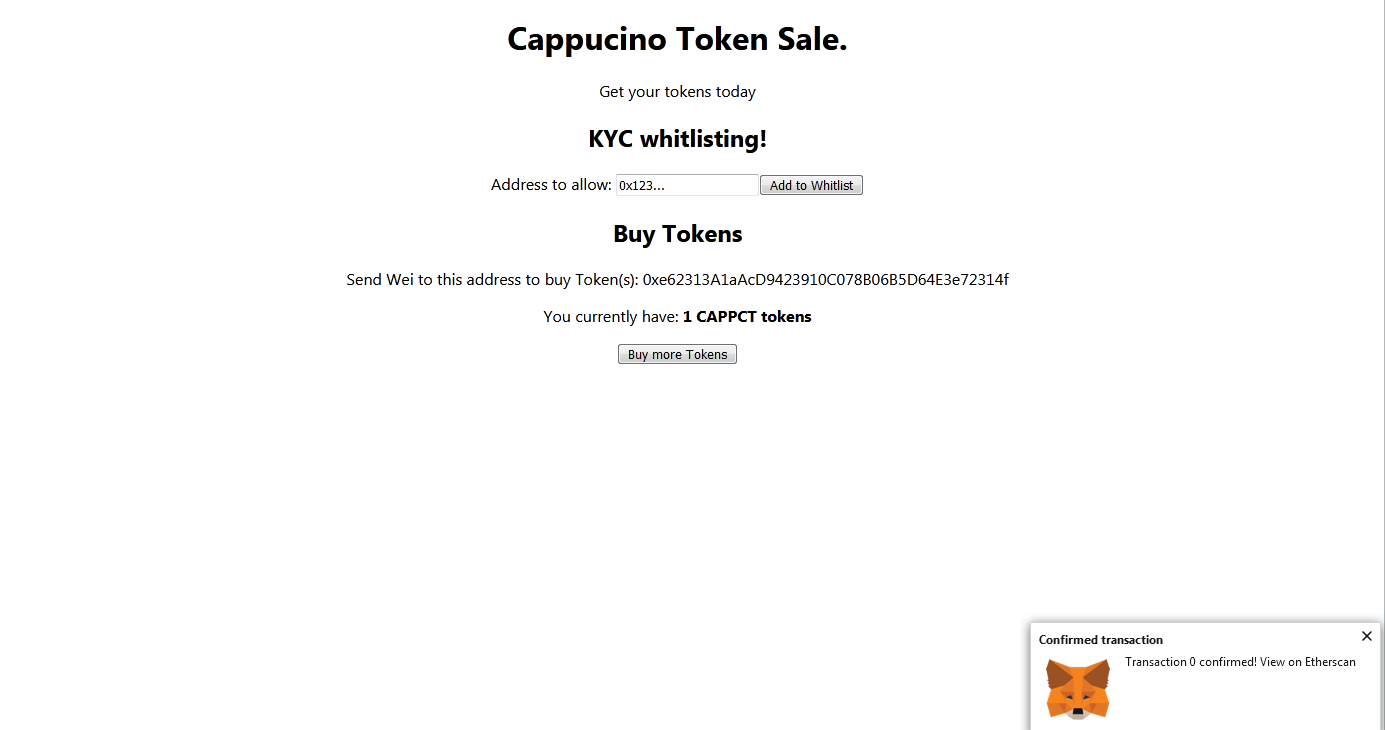 Cappucino Token Sale.
Get your tokens today
KYC whitlisting!
Address to allow: 0x123... Add to Whitlist
Buy Tokens
Send Wei to this address to buy Token(s): 0xe62313A1aAcD9423910C078B06B5D64E3e72314f
You currently have: 1 CAPPCT tokens
Buy more Tokens
Confirmed transaction
Transaction 0 confirmed! View on Etherscan